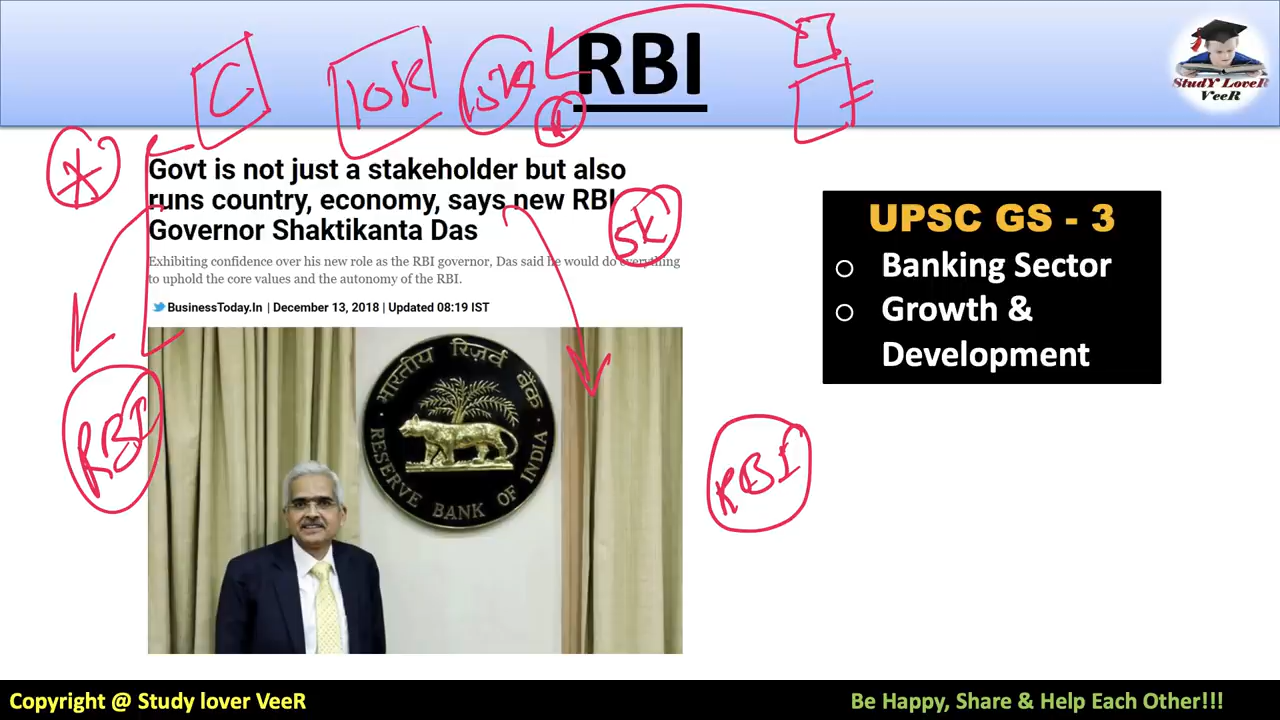 RBI
StudY LoveR
VeeR
C
10K
15K
5K
Govt is not just a stakeholder but also
runs country, economy, says new RBI
Governor Shaktikanta Das
Exhibiting confidence over his new role as the RBI governor, Das said he would do everything
to uphold the core values and the autonomy of the RBI.
BusinessToday.In | December 13, 2018 | Updated 08:19 IST
भारतीय रिज़र्व बैंक
RESERVE BANK OF INDIA
RBI
RBI
UPSC GS - 3
Banking Sector
Growth &
Development
Copyright @ Study lover VeeR
Be Happy, Share & Help Each Other!!!